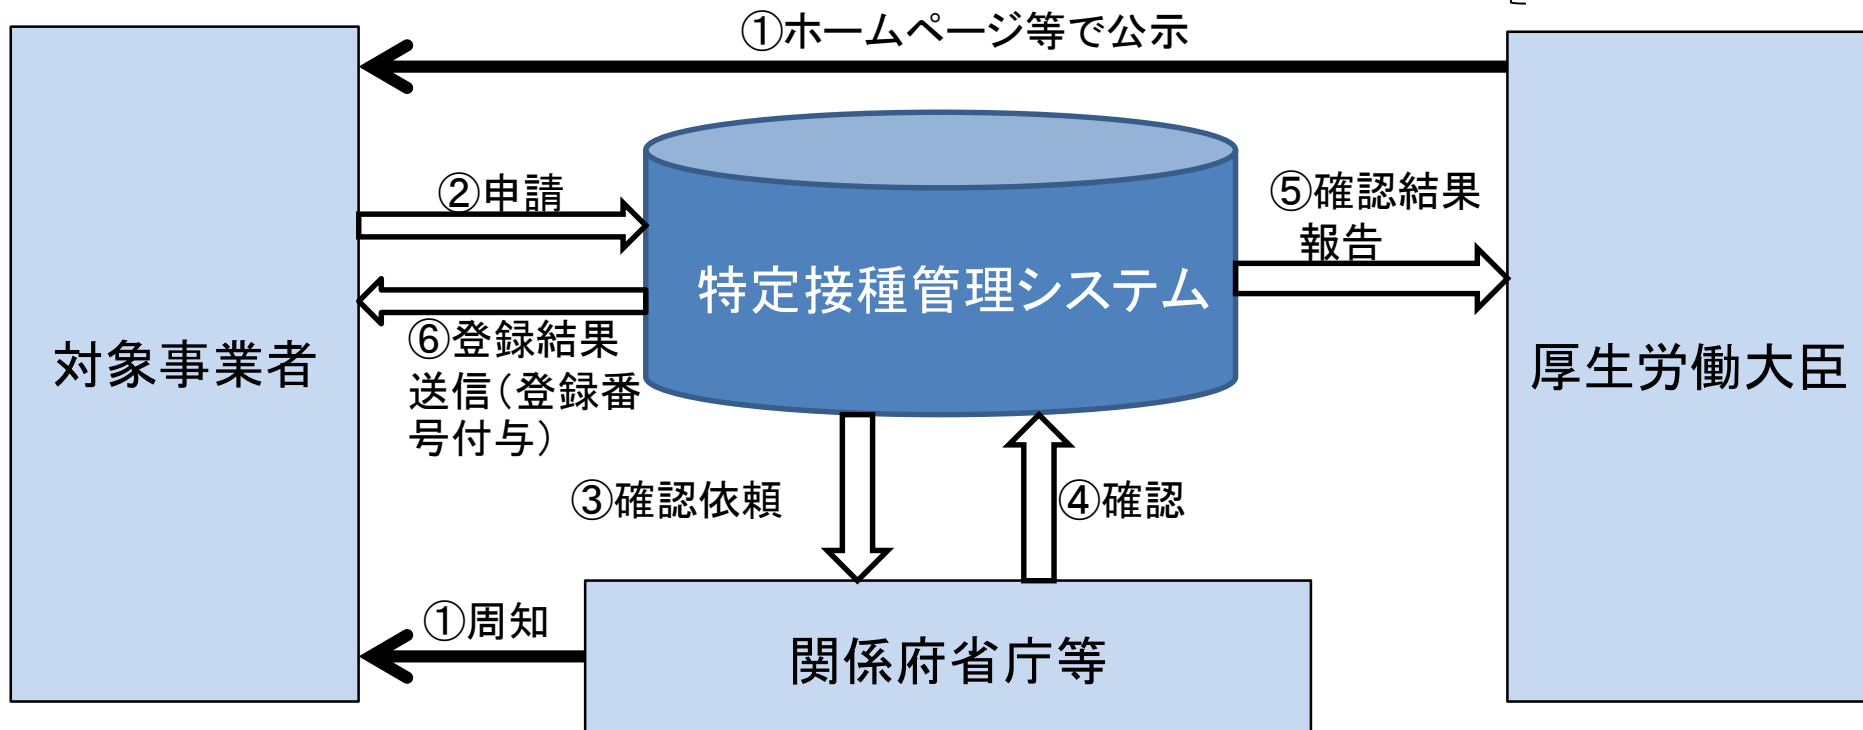 ①ホームページ等で公示
②申請
⑤確認結果
報告
特定接種管理システム
⑥登録結果
送信(登録番
号付与)
対象事業者
厚生労働大臣
③確認依頼
④確認
①周知
関係府省庁等